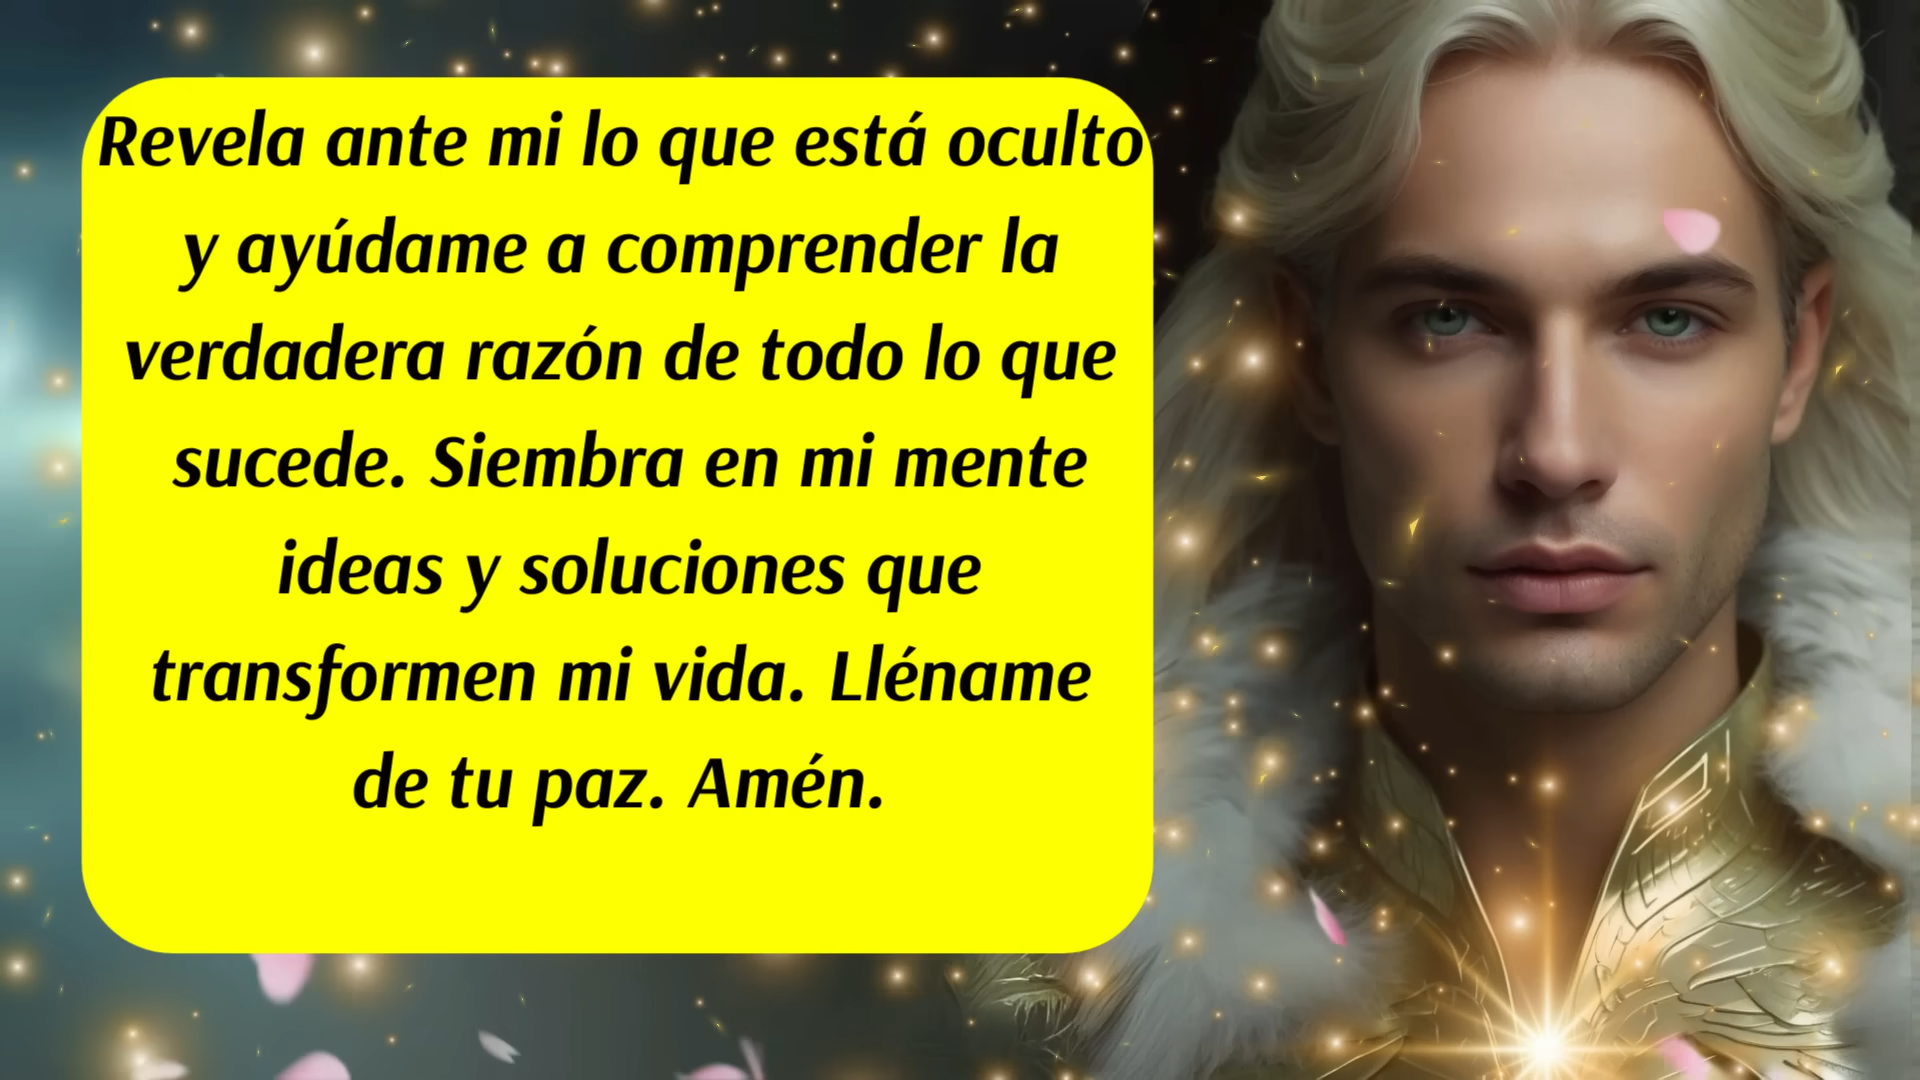 Revela ante mi lo que está oculto
y ayúdame a comprender la
verdadera razón de todo lo que
sucede. Siembra en mi mente
ideas y soluciones que
transformen mi vida. Lléname
de tu paz. Amén.